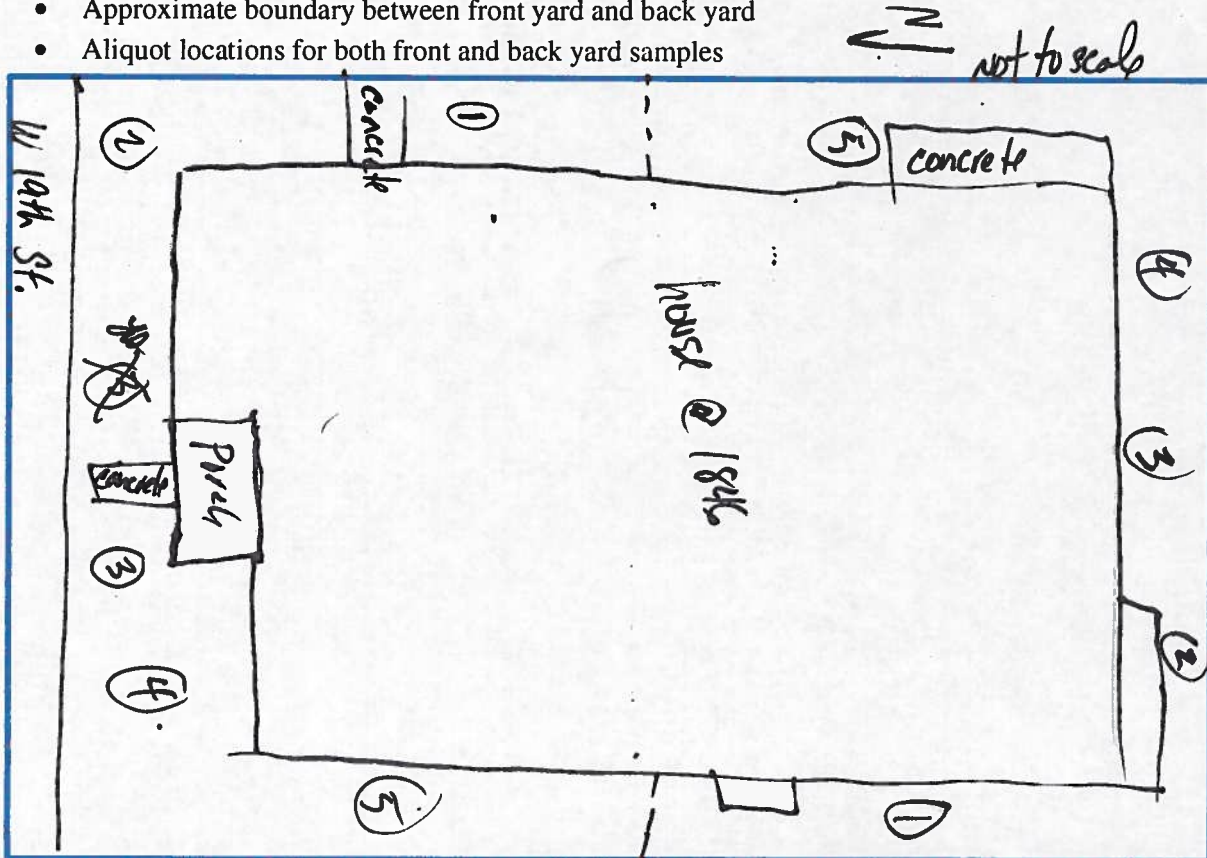 • Approximate boundary between front yard and back yard
• Aliquot locations for both front and back yard samples
N
not to scale
W 19th St.
2
concrete
1
5
concrete
4
house @ 1846
3
Porch
concrete
3
4
2
5
1